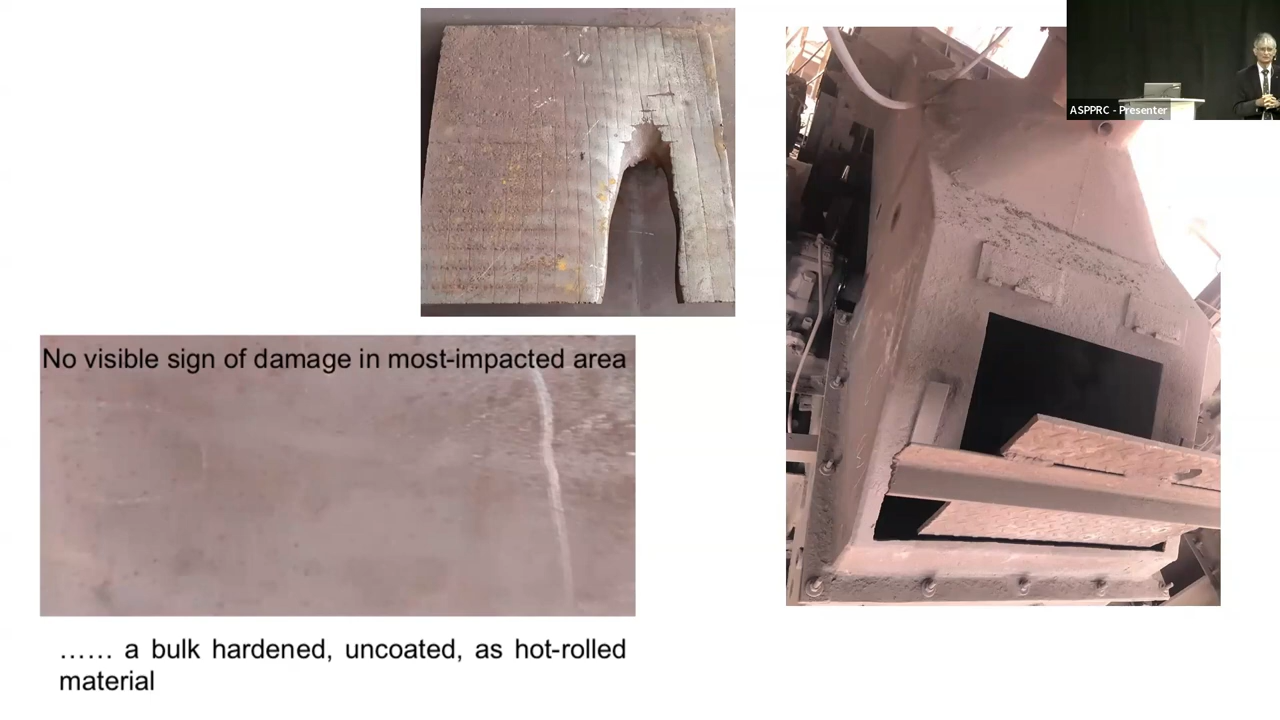 ASPPRC - Presenter
No visible sign of damage in most-impacted area
…… a bulk hardened, uncoated, as hot-rolled
material